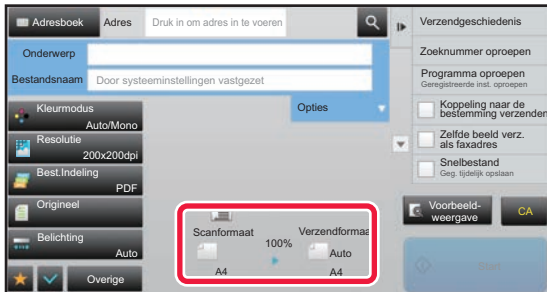 Adresboek
Adres
Druk in om adres in te voeren
Onderwerp
Bestandsnaam
Door systeeminstellingen vastgezet
Opties
Kleurmodus
Auto/Mono
Resolutie
200x200dpi
Best.Indeling
PDF
Origineel
Belichting
Auto
Overige
Scanformaat
100%
Verzendformaa
Auto
A4
A4
Verzendgeschiedenis
Zoeknummer oproepen
Programma oproepen
Geregistreerde inst. oproepen
Koppeling naar de
bestemming verzenden
Zelfde beeld verz.
als faxadres
Snelbestand
Geg. tijdelijk opslaan
Voorbeeld-
weergave
CA
Start